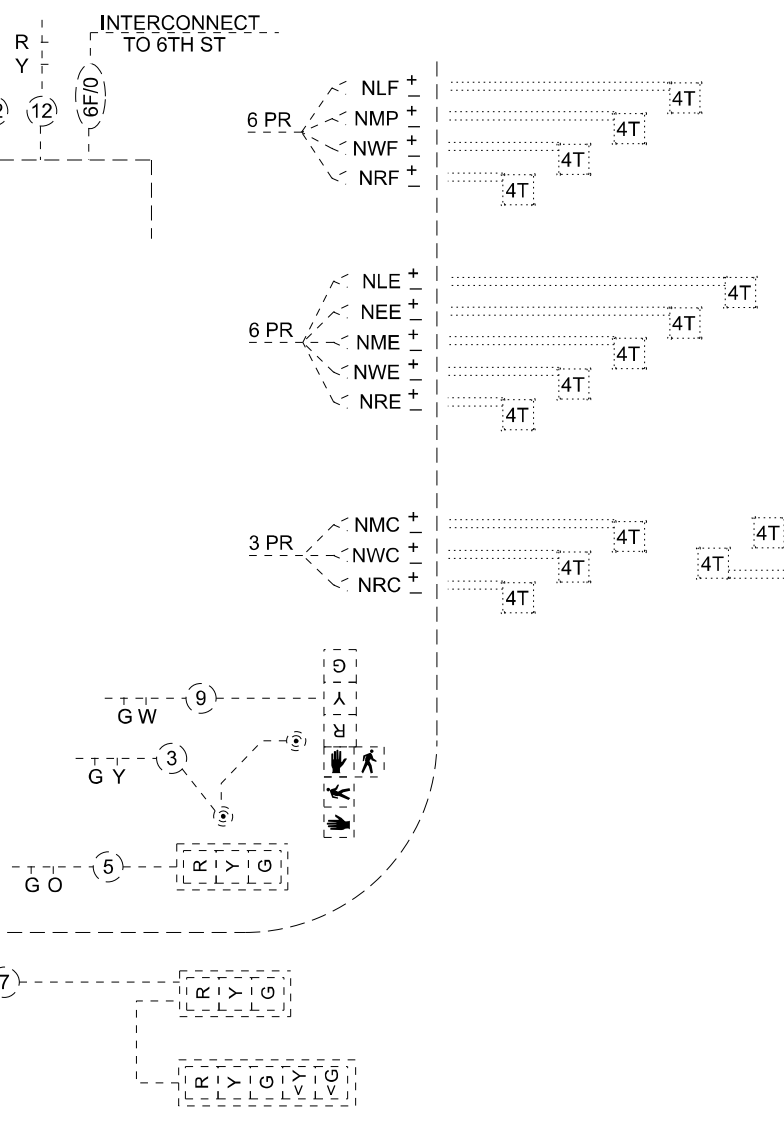 INTERCONNECT
TO 6TH ST
R
Y
12
6F/0
6 PR
NLF + –
NMP + –
NWF + –
NRF + –
4T
4T
4T
4T
6 PR
NLE + –
NEE + –
NME + –
NWE + –
NRE + –
4T
4T
4T
4T
4T
3 PR
NMC + –
NWC + –
NRC + –
4T
4T
4T
4T
4T
G
Y
R
9
G W
3
G Y
5
G O
R Y G
7
R Y G
R Y G <Y <G